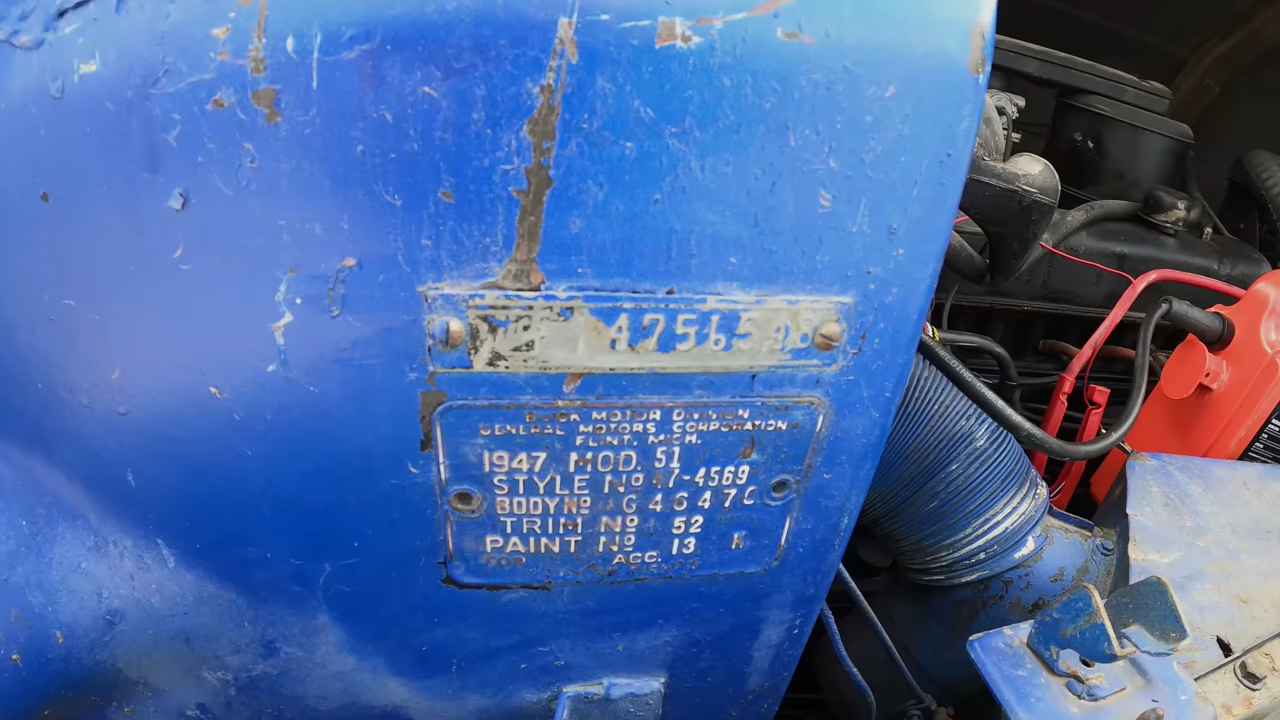 BUICK MOTOR DIVISION
GENERAL MOTORS CORPORATION
FLINT, MICH.
1947 MOD. 51
STYLE Nº 47-4569
BODY Nº
TRIM Nº 52
PAINT Nº 13
ACC.
WELDING